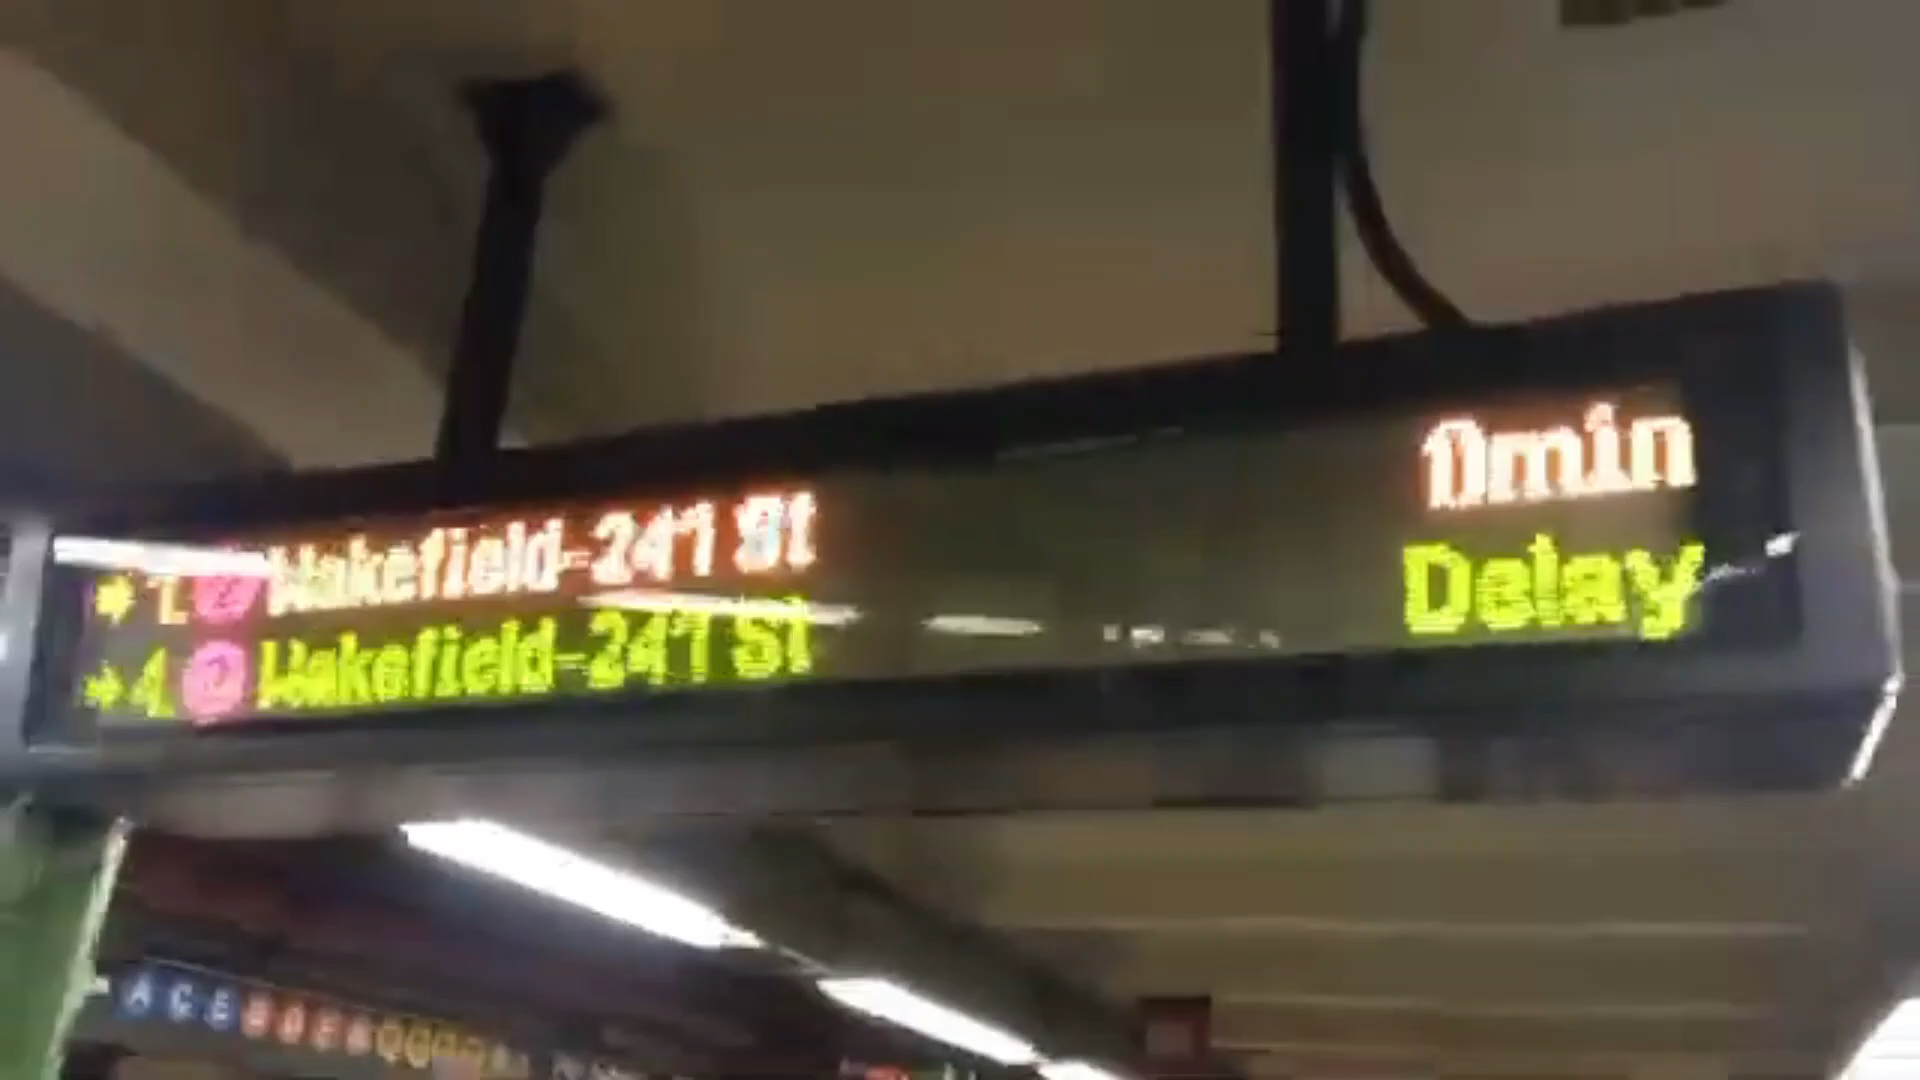 1. 2 Wakefield-241 St 0min
4. 2 Wakefield-241 St Delay
A C E B D F M